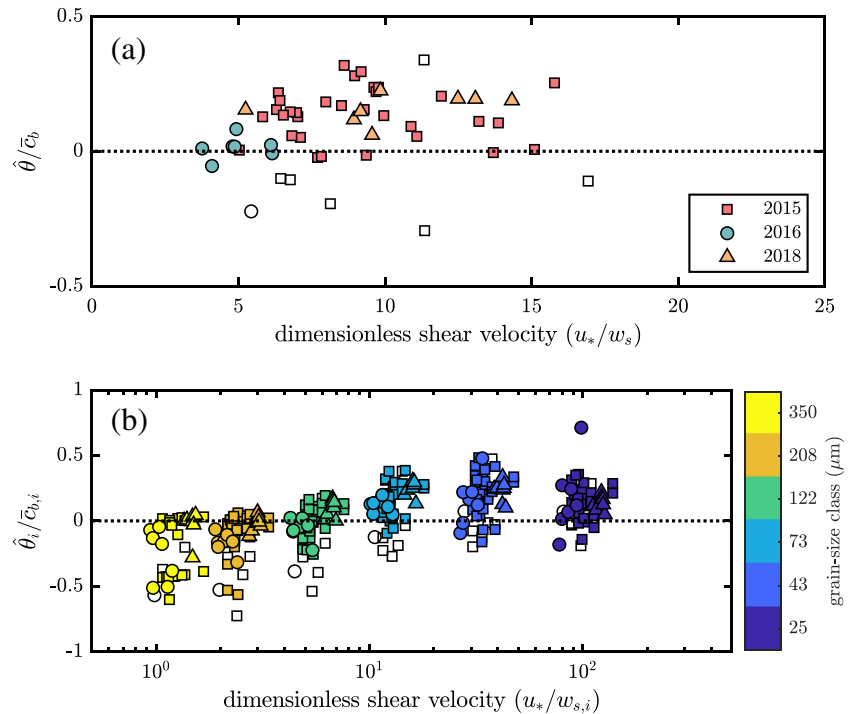 (a)
0.5
0
-0.5
θ̂/c̄_b
0 5 10 15 20 25
dimensionless shear velocity (u_*/w_s)
2015
2016
2018
(b)
1
0.5
0
-0.5
-1
θ̂_i/c̄_{b,i}
10^0 10^1 10^2
dimensionless shear velocity (u_*/w_{s,i})
350
208
122
73
43
25
grain-size class (μm)